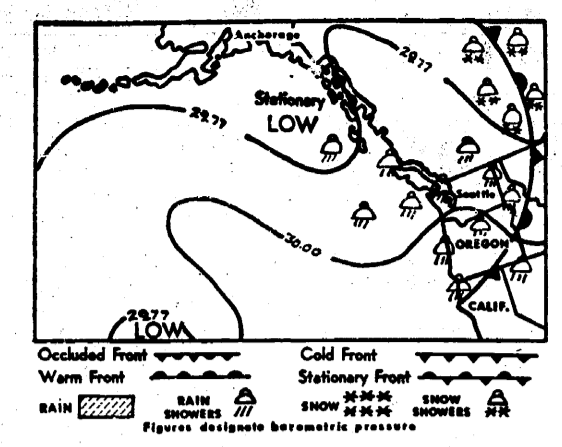 Anchorage
29.77
Stationary
LOW
29.77
Seattle
30.00
OREGON
29.77
LOW
CALIF.
Occluded Front
Cold Front
Warm Front
Stationary Front
RAIN
RAIN SHOWERS
SNOW
SNOW SHOWERS
Figures designate barometric pressure